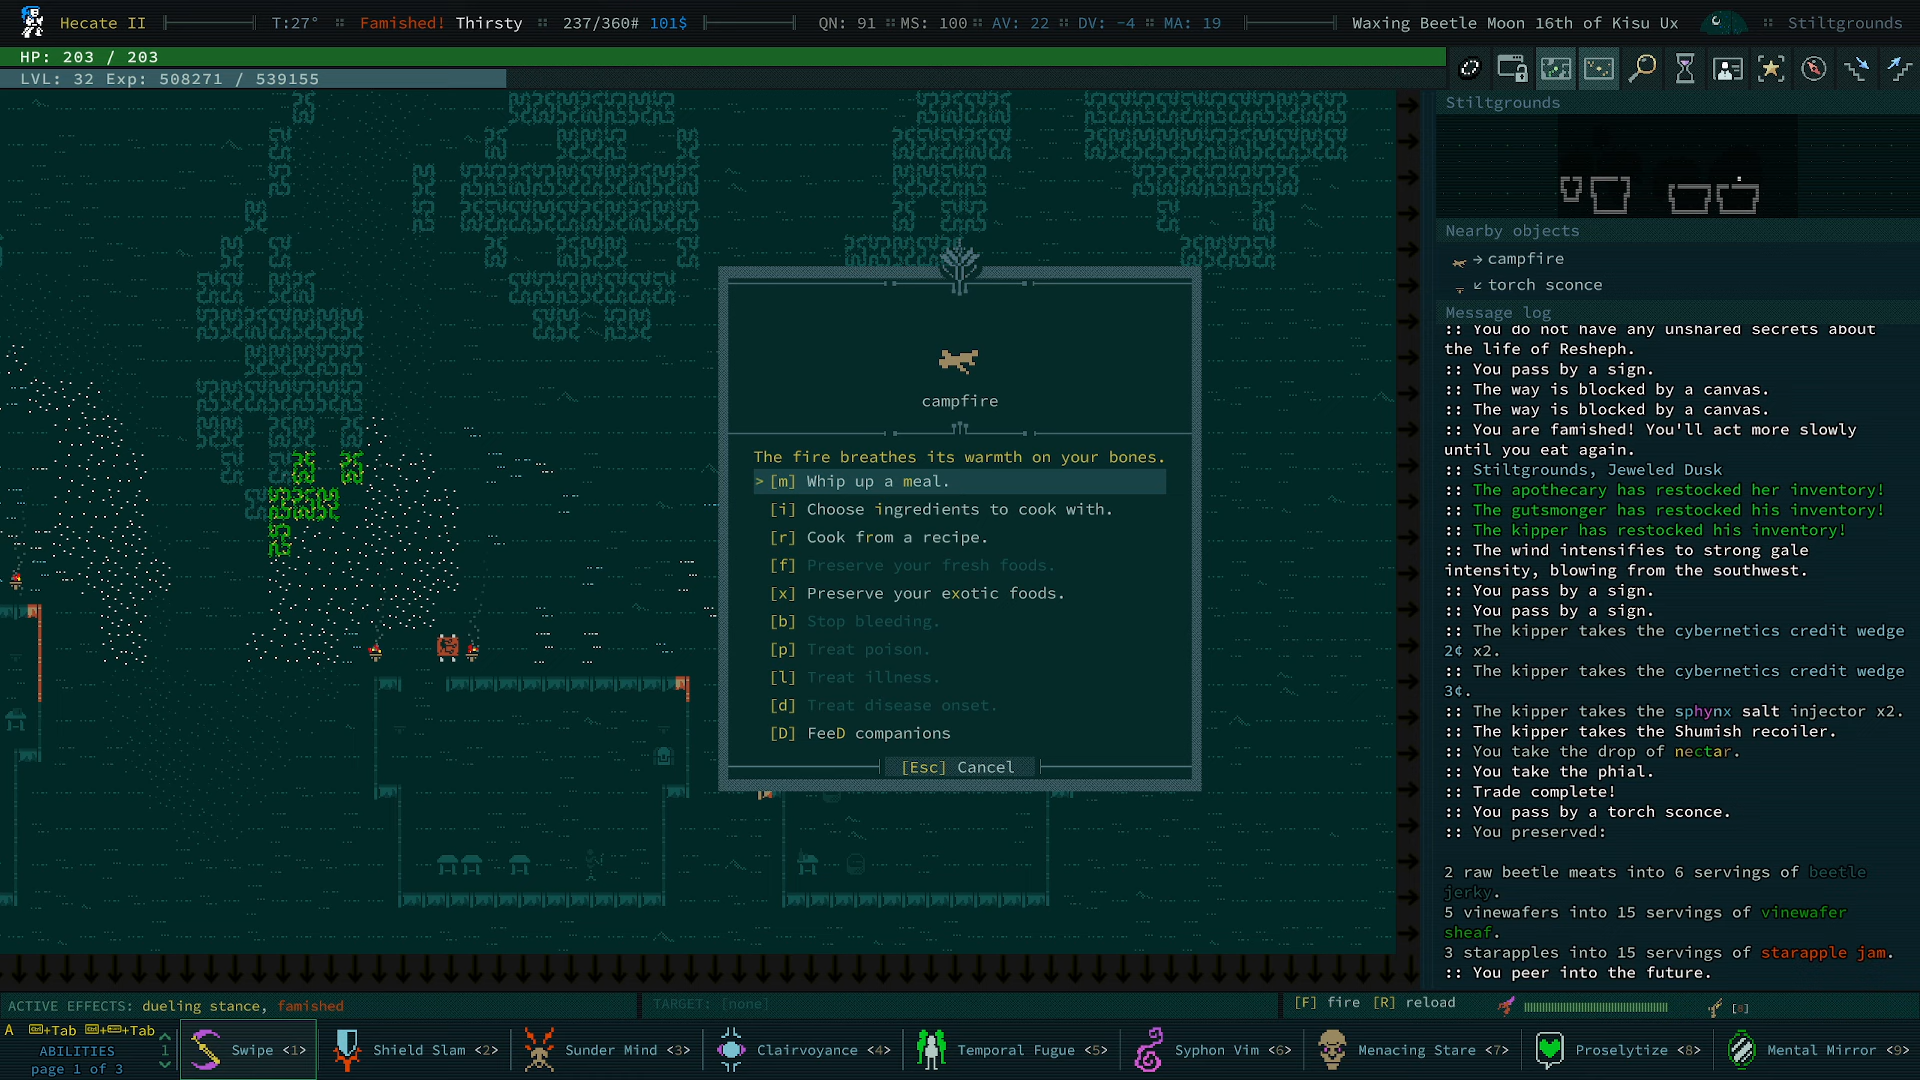 Hecate II
T:27° :: Famished! Thirsty :: 237/360# 101$
QN: 91 :: MS: 100 :: AV: 22 :: DV: -4 :: MA: 19
Waxing Beetle Moon 16th of Kisu Ux :: Stiltgrounds
HP: 203 / 203
LVL: 32 Exp: 508271 / 539155
Stiltgrounds
Nearby objects
campfire
torch sconce
Message log
:: You do not have any unshared secrets about
the life of Resheph.
:: You pass by a sign.
:: The way is blocked by a canvas.
:: The way is blocked by a canvas.
:: You are famished! You'll act more slowly
until you eat again.
:: Stiltgrounds, Jeweled Dusk
:: The apothecary has restocked her inventory!
:: The gutsmonger has restocked his inventory!
:: The kipper has restocked his inventory!
:: The wind intensifies to strong gale
intensity, blowing from the southwest.
:: You pass by a sign.
:: You pass by a sign.
:: The kipper takes the cybernetics credit wedge
2¢ x2.
:: The kipper takes the cybernetics credit wedge
3¢.
:: The kipper takes the sphynx salt injector x2.
:: The kipper takes the Shumish recoiler.
:: You take the drop of nectar.
:: You take the phial.
:: Trade complete!
:: You pass by a torch sconce.
:: You preserved:
2 raw beetle meats into 6 servings of beetle
jerky.
5 vinewafers into 15 servings of vinewafer
sheaf.
3 starapples into 15 servings of starapple jam.
:: You peer into the future.
campfire
The fire breathes its warmth on your bones.
> [m] Whip up a meal.
[i] Choose ingredients to cook with.
[r] Cook from a recipe.
[f] Preserve your fresh foods.
[x] Preserve your exotic foods.
[b] Stop bleeding.
[p] Treat poison.
[l] Treat illness.
[d] Treat disease onset.
[D] FeeD companions
[Esc] Cancel
ACTIVE EFFECTS: dueling stance, famished
TARGET: [none]
[F] fire [R] reload
A
+Tab
+Tab
ABILITIES
page 1 of 3
1
Swipe <1>
Shield Slam <2>
Sunder Mind <3>
Clairvoyance <4>
Temporal Fugue <5>
Syphon Vim <6>
Menacing Stare <7>
Proselytize <8>
Mental Mirror <9>